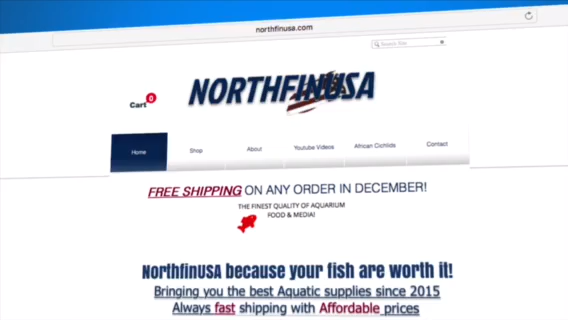 northfinusa.com
Search Site
Cart 0
NORTHFINUSA
Home Shop About Youtube Videos African Cichlids Contact
FREE SHIPPING ON ANY ORDER IN DECEMBER!
THE FINEST QUALITY OF AQUARIUM
FOOD & MEDIA!
NorthfinUSA because your fish are worth it!
Bringing you the best Aquatic supplies since 2015
Always fast shipping with Affordable prices